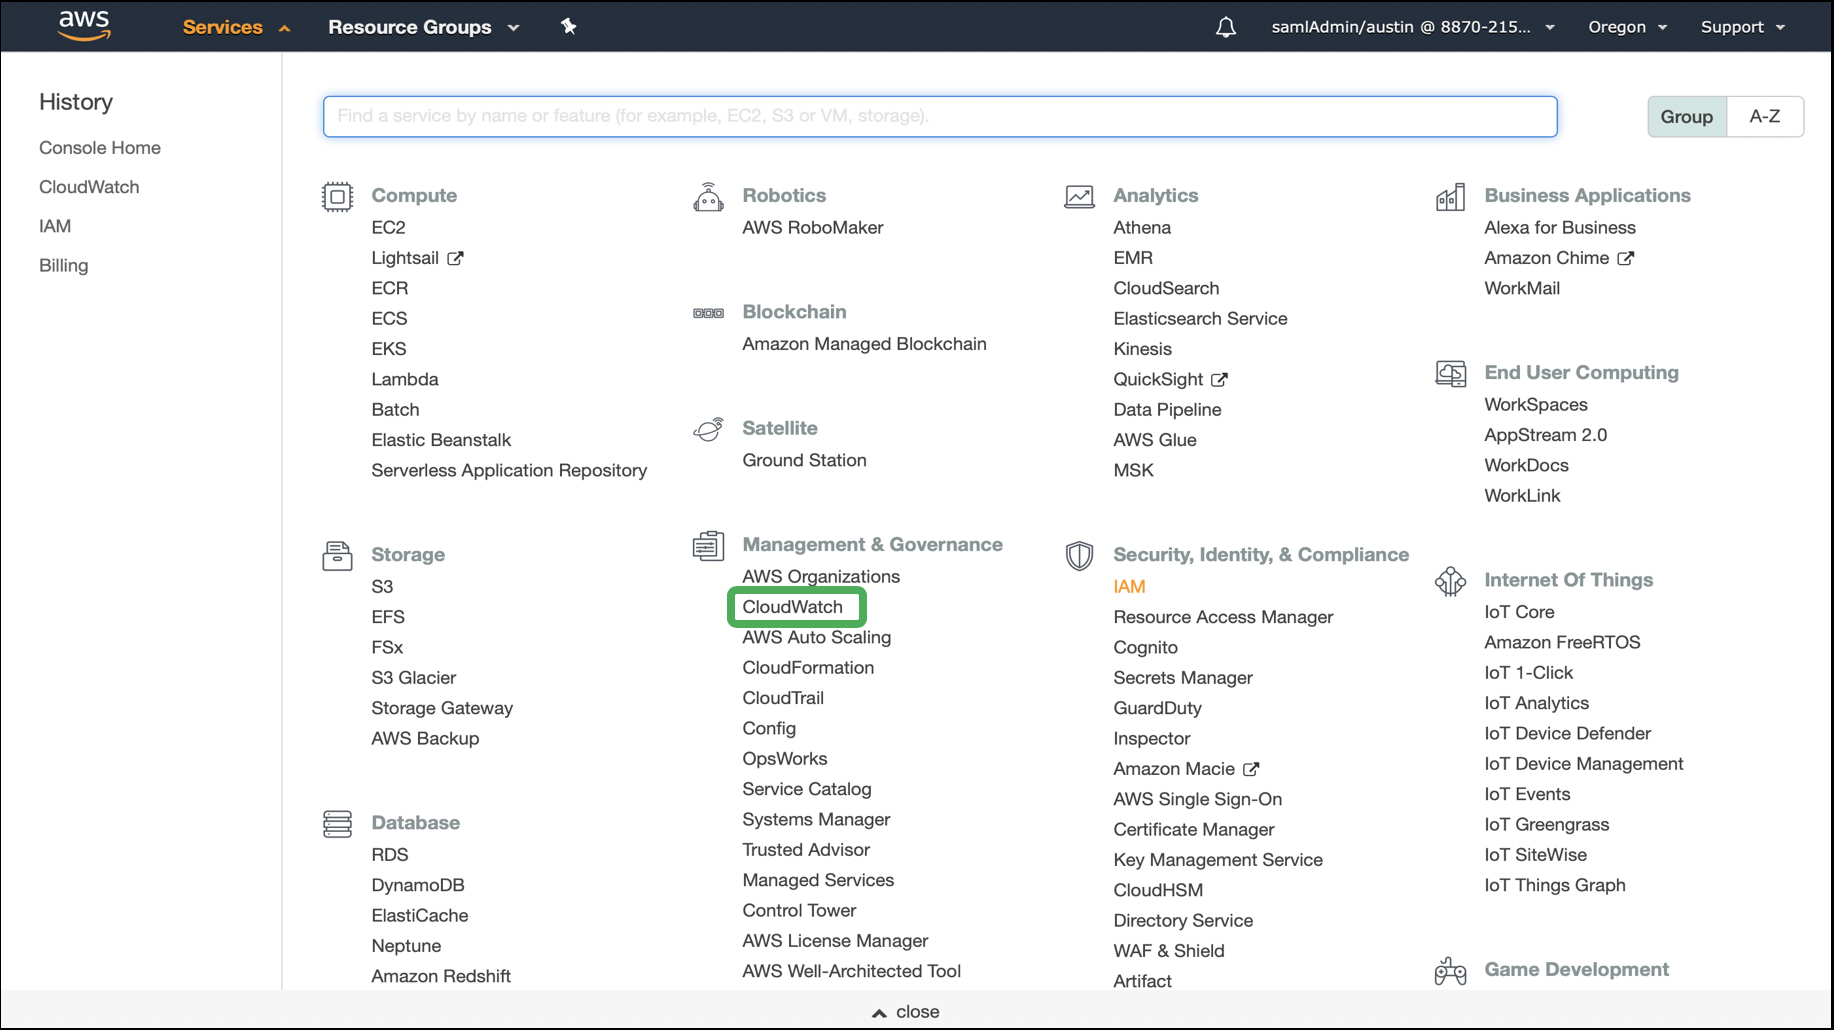 aws
Services
Resource Groups
samlAdmin/austin @ 8870-215...
Oregon
Support
History
Console Home
CloudWatch
IAM
Billing
Find a service by name or feature (for example, EC2, S3 or VM, storage).
Group
A-Z
Compute
EC2
Lightsail
ECR
ECS
EKS
Lambda
Batch
Elastic Beanstalk
Serverless Application Repository
Storage
S3
EFS
FSx
S3 Glacier
Storage Gateway
AWS Backup
Database
RDS
DynamoDB
ElastiCache
Neptune
Amazon Redshift
Robotics
AWS RoboMaker
Blockchain
Amazon Managed Blockchain
Satellite
Ground Station
Management & Governance
AWS Organizations
CloudWatch
AWS Auto Scaling
CloudFormation
CloudTrail
Config
OpsWorks
Service Catalog
Systems Manager
Trusted Advisor
Managed Services
Control Tower
AWS License Manager
AWS Well-Architected Tool
Analytics
Athena
EMR
CloudSearch
Elasticsearch Service
Kinesis
QuickSight
Data Pipeline
AWS Glue
MSK
Security, Identity, & Compliance
IAM
Resource Access Manager
Cognito
Secrets Manager
GuardDuty
Inspector
Amazon Macie
AWS Single Sign-On
Certificate Manager
Key Management Service
CloudHSM
Directory Service
WAF & Shield
Artifact
Business Applications
Alexa for Business
Amazon Chime
WorkMail
End User Computing
WorkSpaces
AppStream 2.0
WorkDocs
WorkLink
Internet Of Things
IoT Core
Amazon FreeRTOS
IoT 1-Click
IoT Analytics
IoT Device Defender
IoT Device Management
IoT Events
IoT Greengrass
IoT SiteWise
IoT Things Graph
Game Development
close